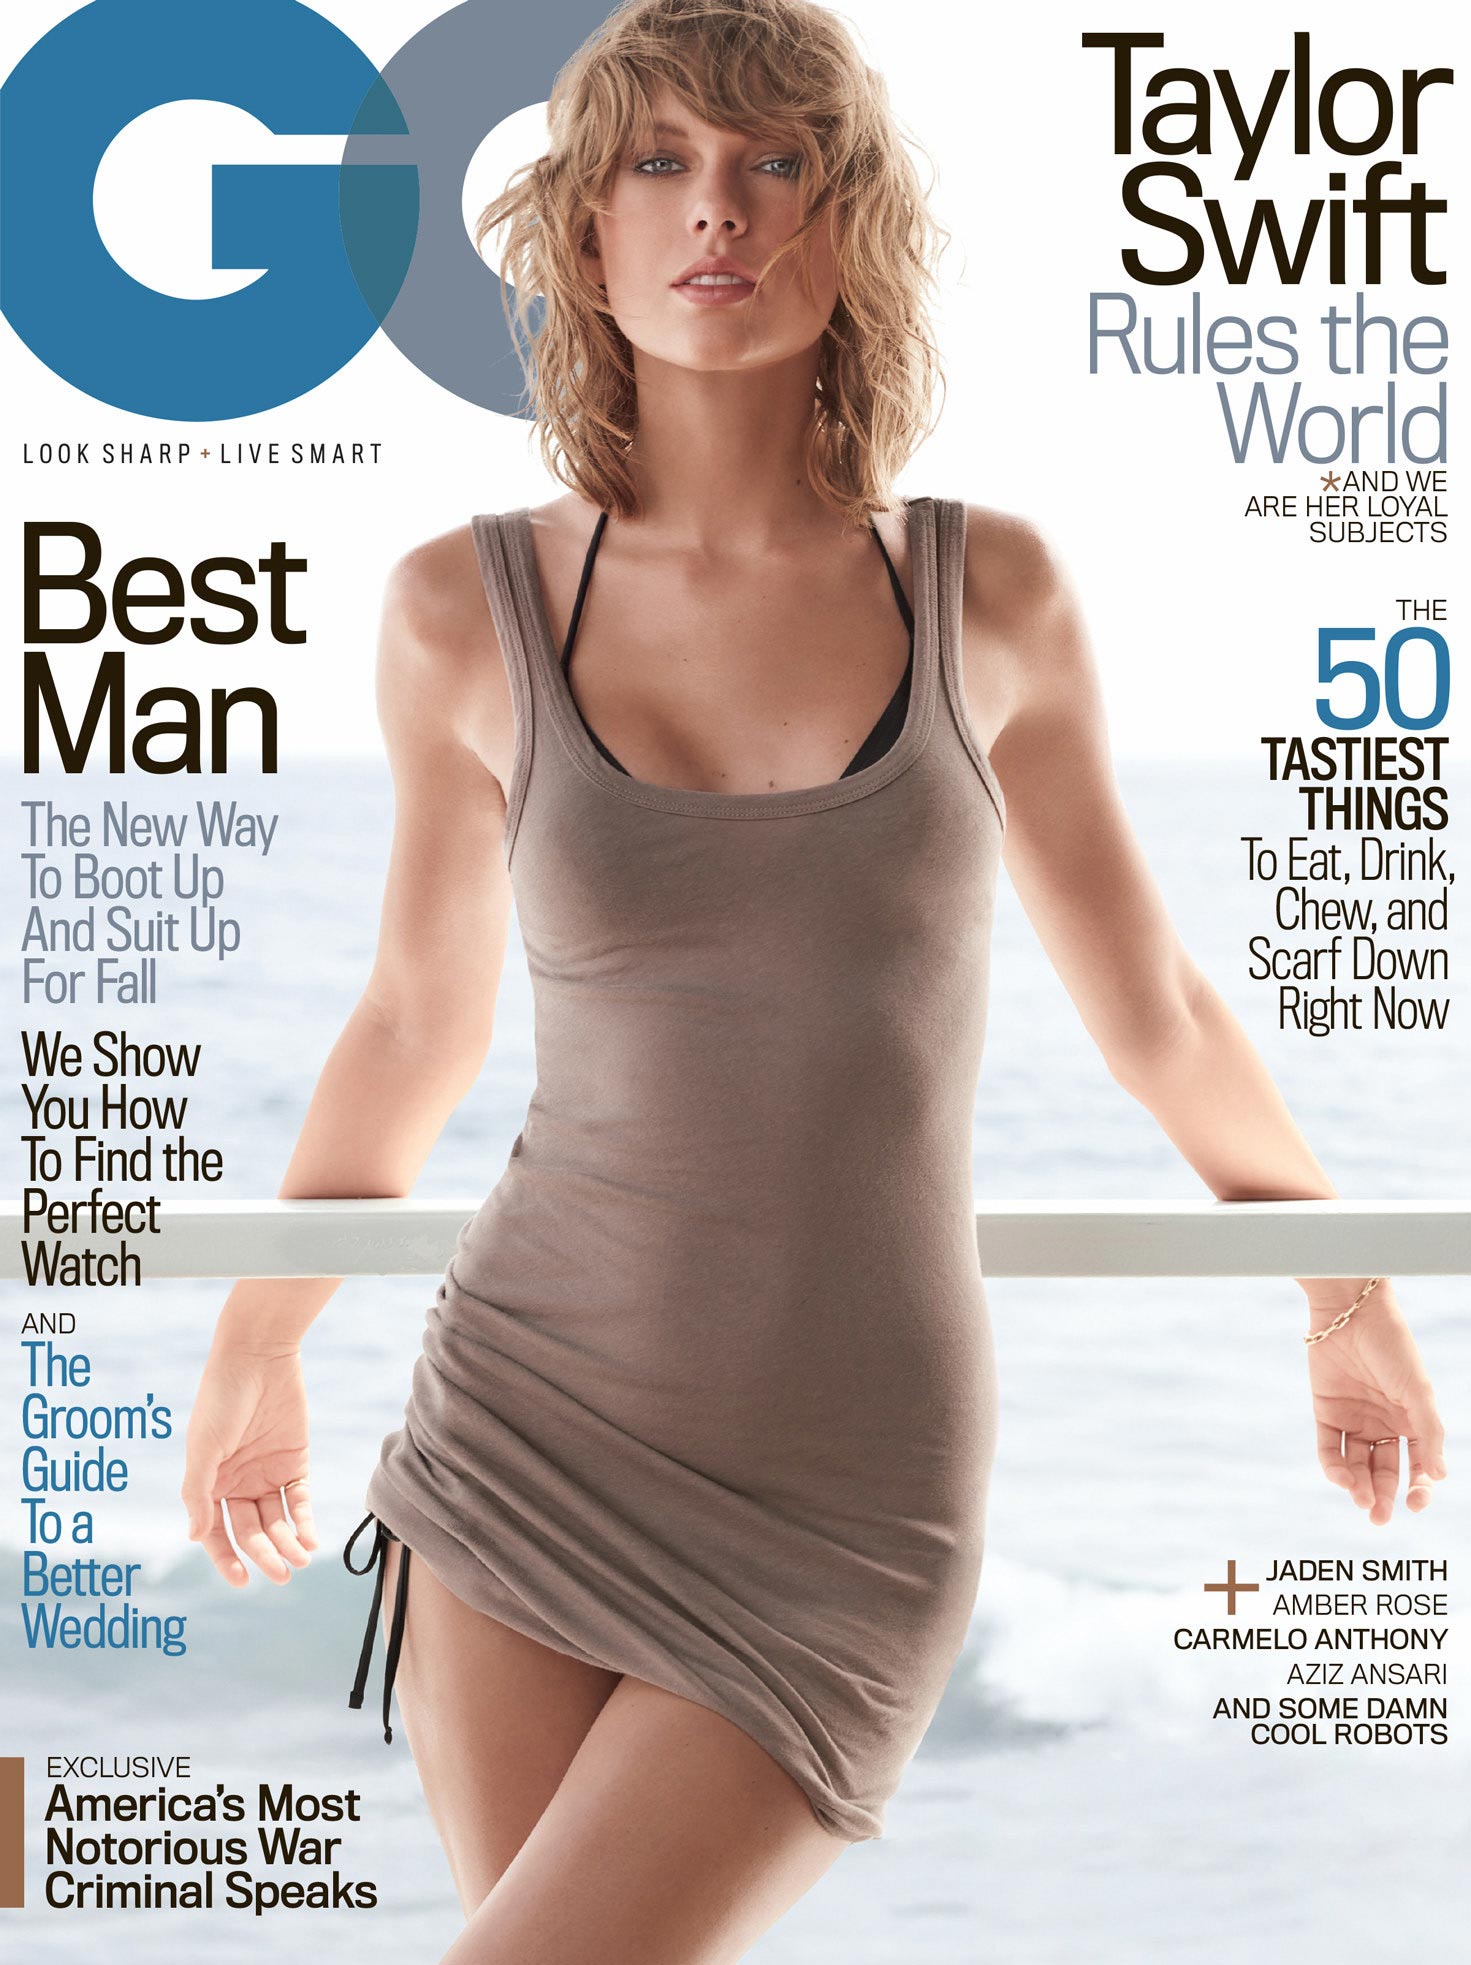 GQ
LOOK SHARP + LIVE SMART
Taylor
Swift
Rules the
World
*AND WE
ARE HER LOYAL
SUBJECTS
Best
Man
The New Way
To Boot Up
And Suit Up
For Fall
We Show
You How
To Find the
Perfect
Watch
AND
The
Groom's
Guide
To a
Better
Wedding
EXCLUSIVE
America's Most
Notorious War
Criminal Speaks
THE
50
TASTIEST
THINGS
To Eat, Drink,
Chew, and
Scarf Down
Right Now
+ JADEN SMITH
AMBER ROSE
CARMELO ANTHONY
AZIZ ANSARI
AND SOME DAMN
COOL ROBOTS